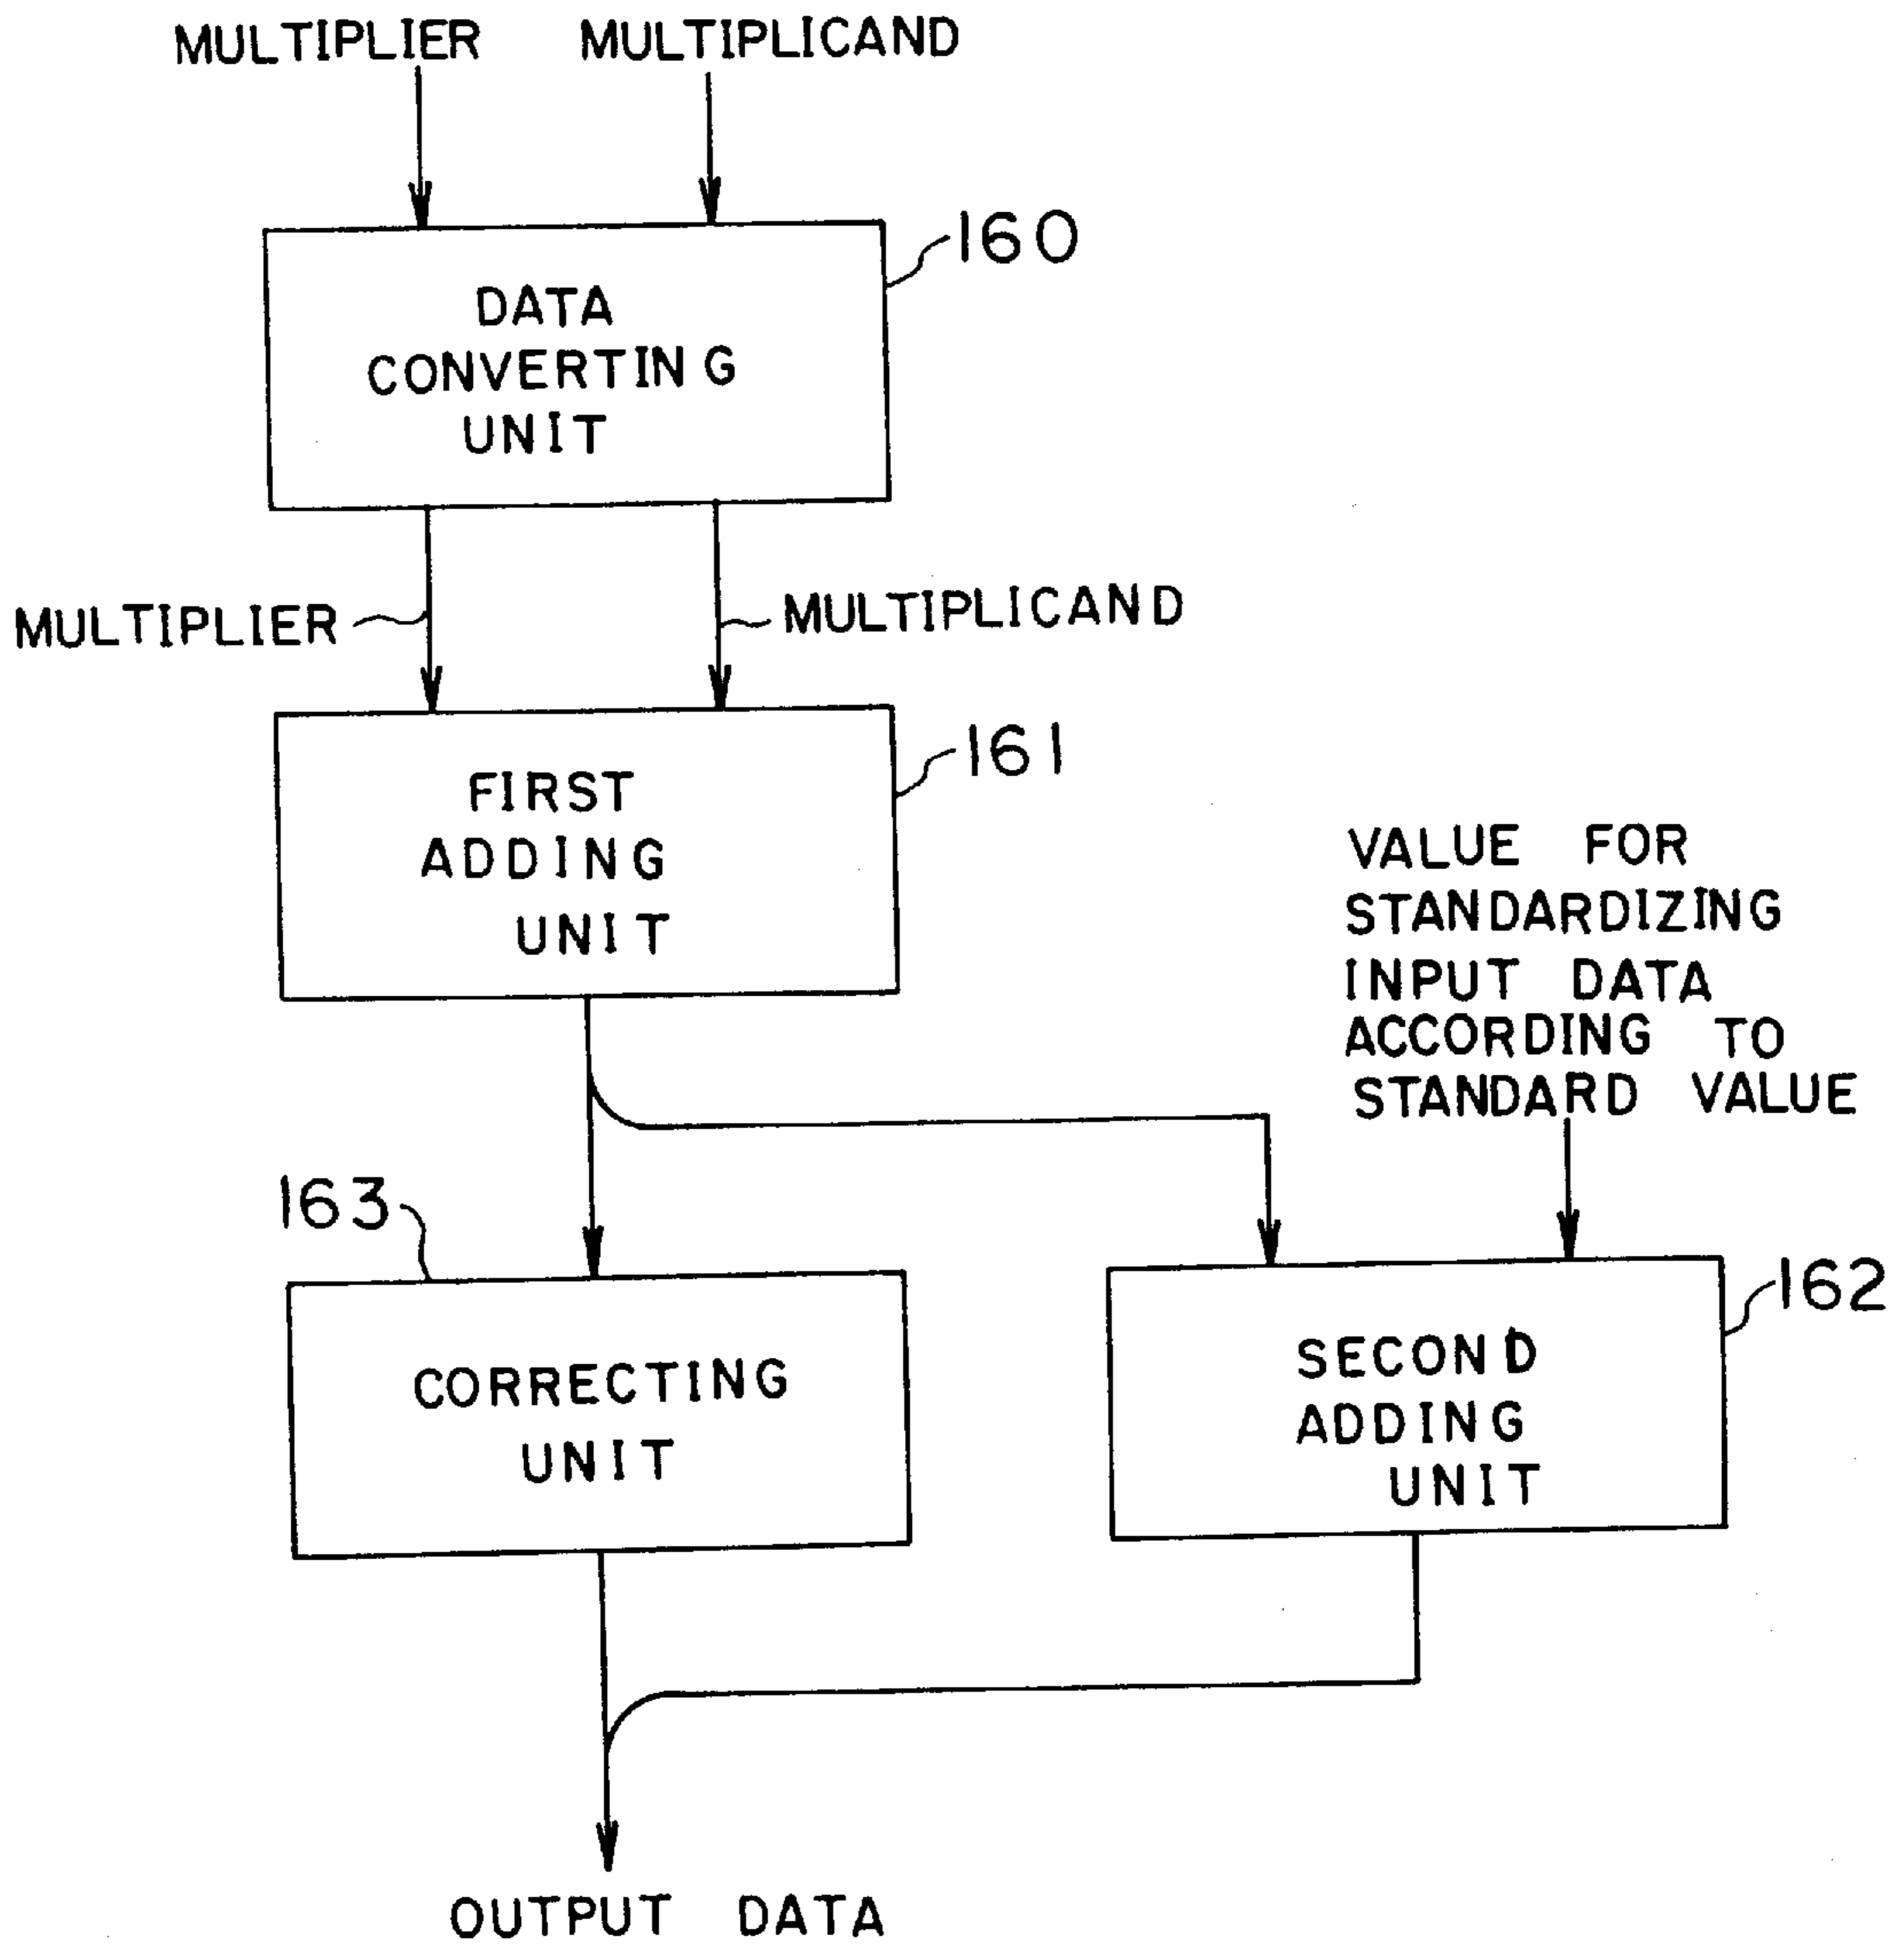 MULTIPLIER MULTIPLICAND
160
DATA
CONVERTING
UNIT
MULTIPLIER MULTIPLICAND
161
FIRST
ADDING
UNIT
VALUE FOR
STANDARDIZING
INPUT DATA
ACCORDING TO
STANDARD VALUE
163
CORRECTING
UNIT
162
SECOND
ADDING
UNIT
OUTPUT DATA